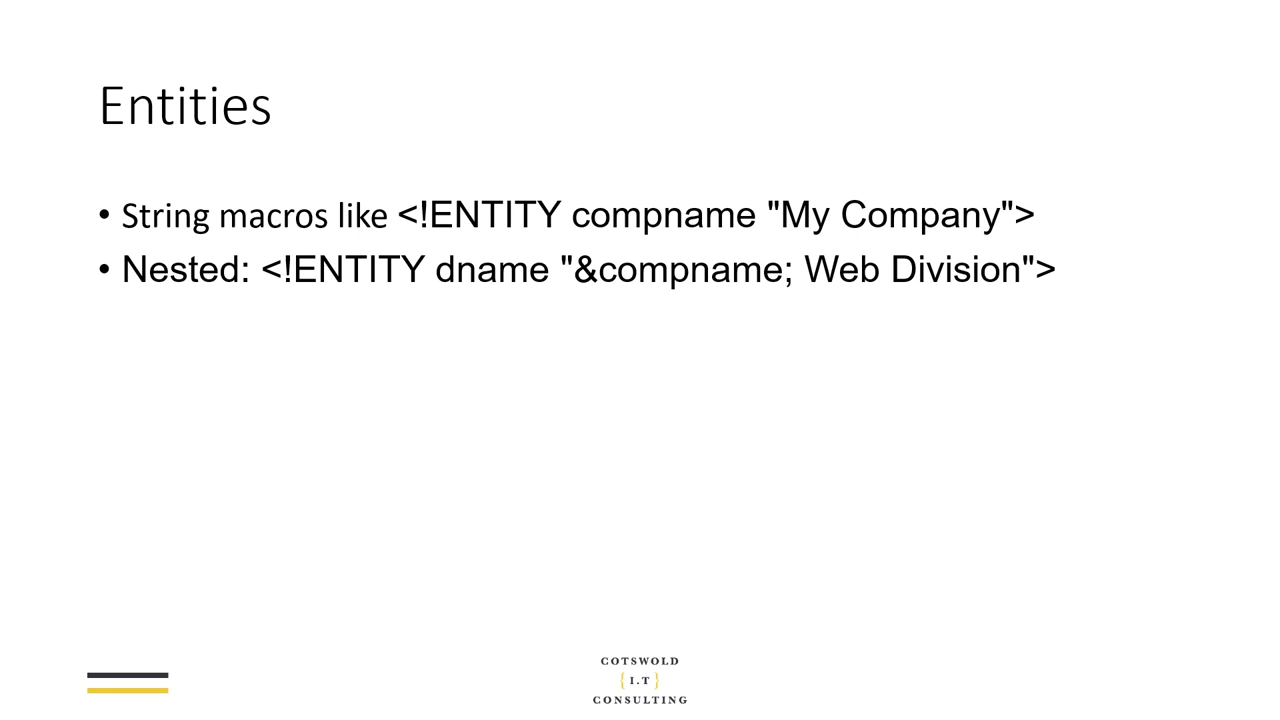 Entities
• String macros like <!ENTITY compname "My Company">
• Nested: <!ENTITY dname "&compname; Web Division">
COTSWOLD
{ I.T }
CONSULTING